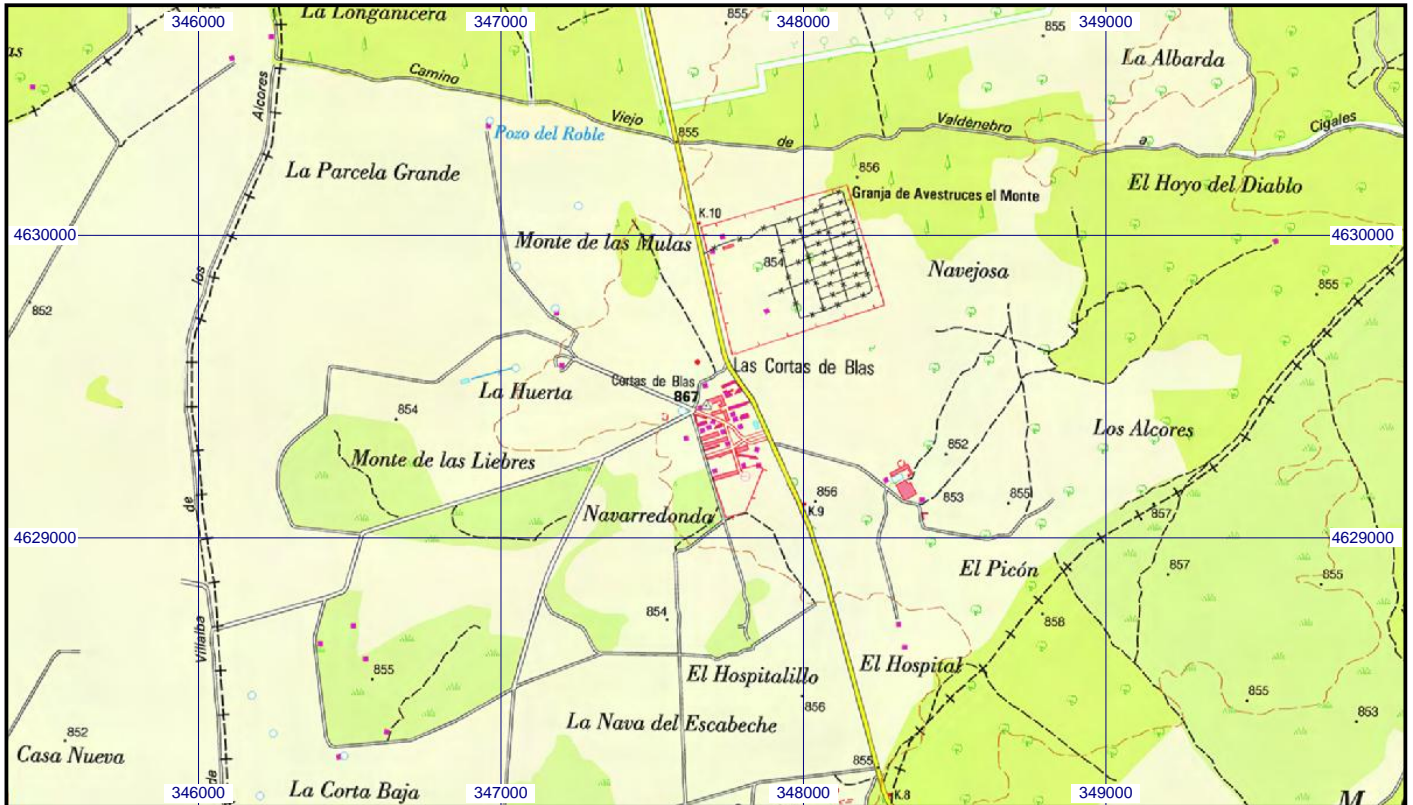 La Longanicera
346000
347000
348000
349000
855
855
La Albarda
as
Camino
Alcores
Viejo
Valdenebro
Cigales
Pozo del Roble
855
de
a
La Parcela Grande
856
Granja de Avestruces el Monte
El Hoyo del Diablo
K.10
4630000
Monte de las Mulas
4630000
854
Navejosa
los
852
855
Las Cortas de Blas
Cortas de Blas
867
La Huerta
854
Los Alcores
852
Monte de las Liebres
853
855
856
de
Navarredonda
K.9
857
4629000
4629000
El Picón
857
855
854
858
Villalba
El Hospital
855
El Hospitalillo
855
856
La Nava del Escabeche
853
852
Casa Nueva
855
da
La Corta Baja
346000
347000
348000
349000
K.8
M